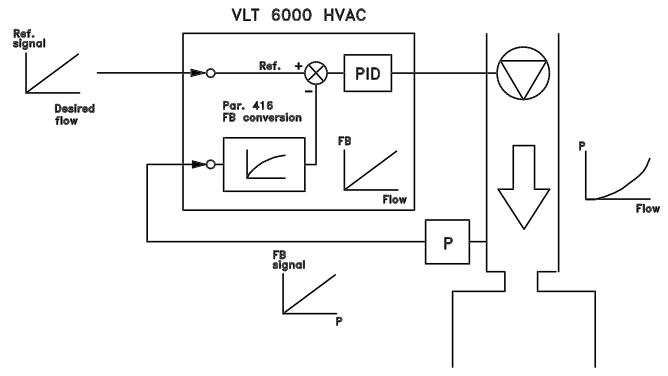 VLT 6000 HVAC
Ref.
signal
Desired
flow
Ref. +
−
PID
Par. 416
FB conversion
FB
Flow
P
Flow
P
FB
signal
P